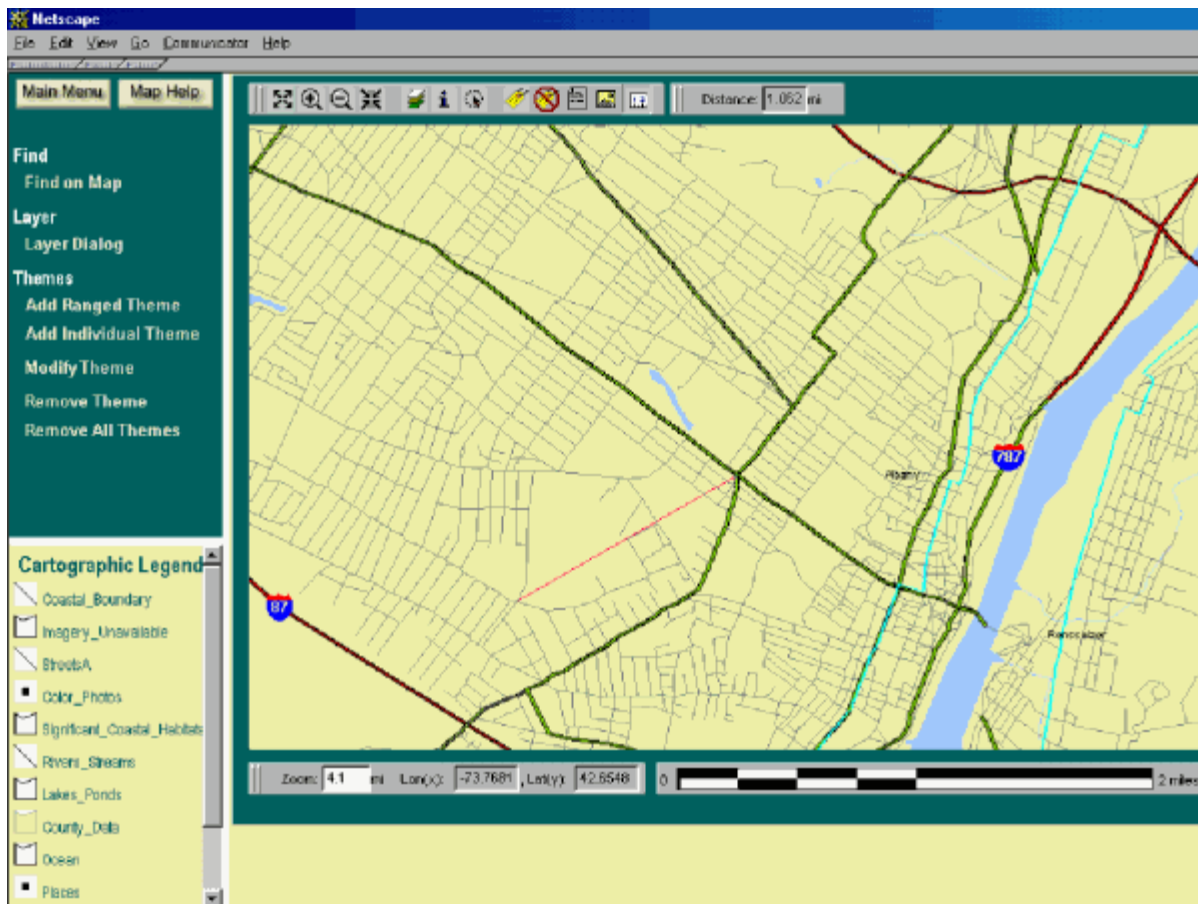 Netscape
File Edit View Go Communicator Help
Main Menu Map Help
Distance: 1.062 mi
Find
Find on Map
Layer
Layer Dialog
Themes
Add Ranged Theme
Add Individual Theme
Modify Theme
Remove Theme
Remove All Themes
787
Albany
87
Rensselaer
Cartographic Legend
Coastal_Boundary
Imagery_Unavailable
StreetsA
Color_Photos
Significant_Coastal_Habitats
Rivers_Streams
Lakes_Ponds
County_Data
Ocean
Places
Zoom: 4.1 mi Lon(x): -73.7681 , Lat(y): 42.6548 0 2 miles